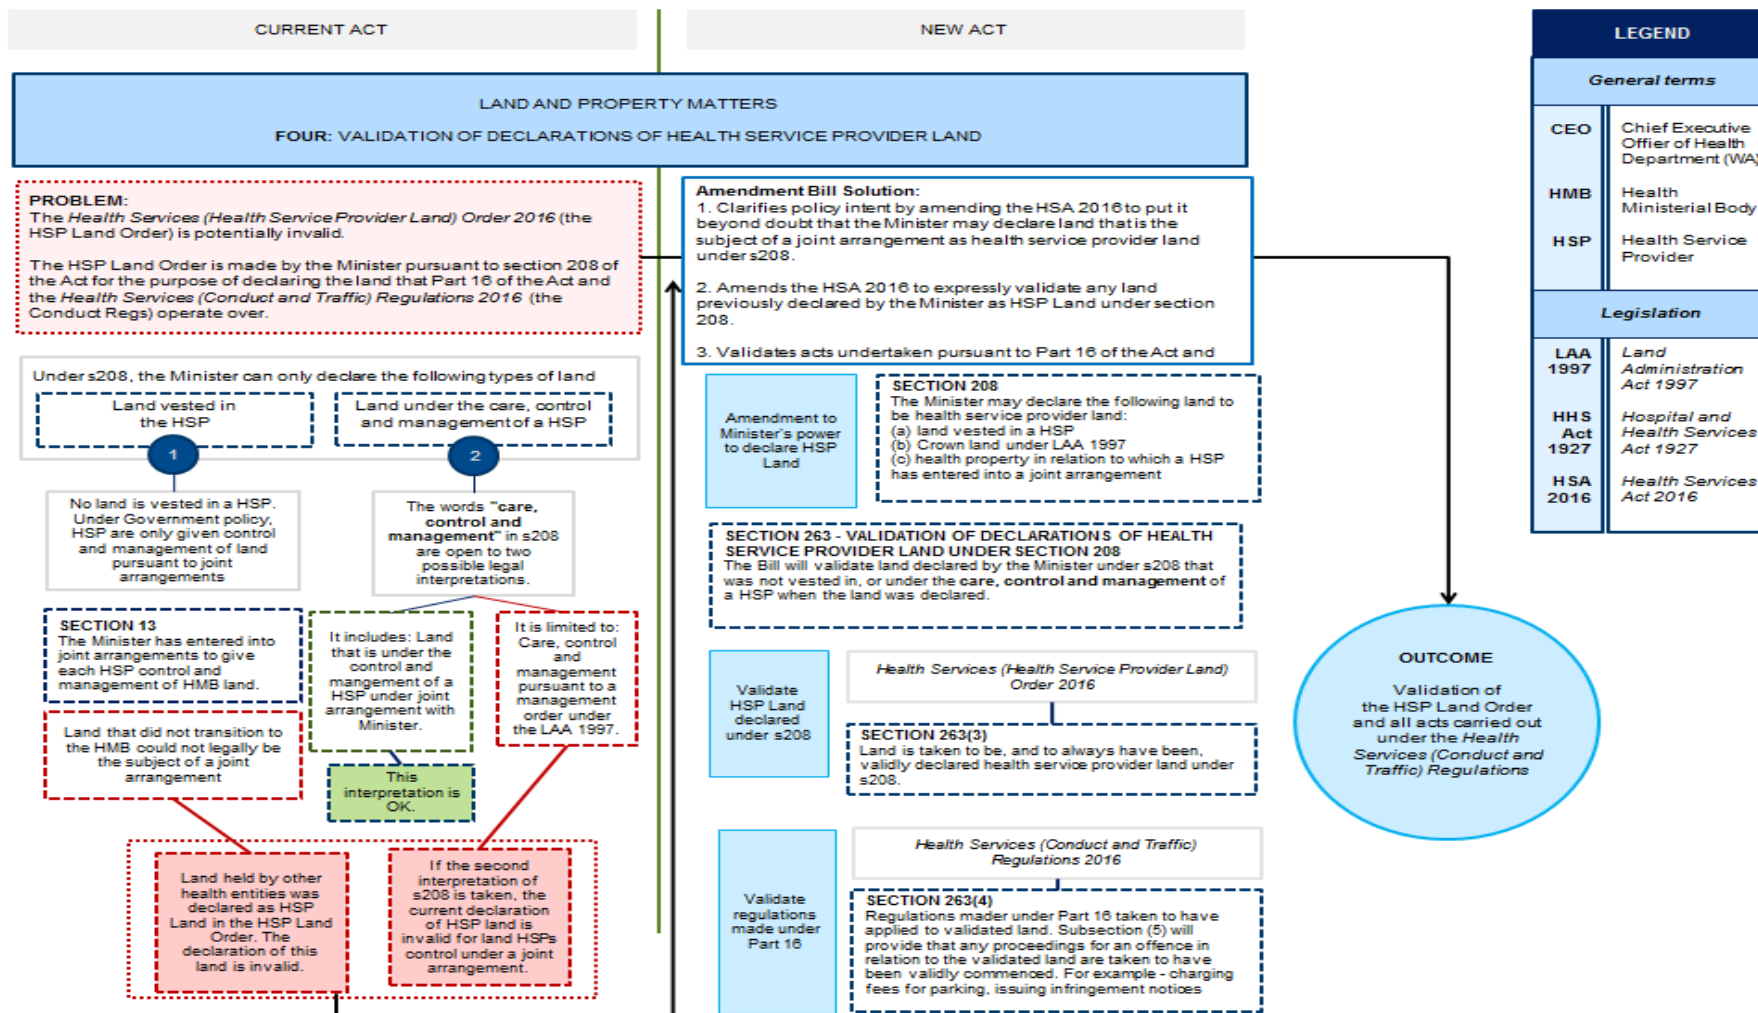 CURRENT ACT
NEW ACT
LAND AND PROPERTY MATTERS
FOUR: VALIDATION OF DECLARATIONS OF HEALTH SERVICE PROVIDER LAND
PROBLEM:
The Health Services (Health Service Provider Land) Order 2016 (the
HSP Land Order) is potentially invalid.
The HSP Land Order is made by the Minister pursuant to section 208 of
the Act for the purpose of declaring the land that Part 16 of the Act and
the Health Services (Conduct and Traffic) Regulations 2016 (the
Conduct Regs) operate over.
Under s208, the Minister can only declare the following types of land
Land vested in
the HSP
1
Land under the care, control
and management of a HSP
2
No land is vested in a HSP.
Under Government policy,
HSP are only given control
and management of land
pursuant to joint
arrangements
The words "care,
control and
management" in s208
are open to two
possible legal
interpretations.
SECTION 13
The Minister has entered into
joint arrangements to give
each HSP control and
management of HMB land.
It includes: Land
that is under the
control and
mangement of a
HSP under joint
arrangement with
Minister.
It is limited to:
Care, control
and
management
pursuant to a
management
order under
the LAA 1997.
Land that did not transition to
the HMB could not legally be
the subject of a joint
arrangement
This
interpretation is
OK.
Land held by other
health entities was
declared as HSP
Land in the HSP Land
Order. The
declaration of this
land is invalid.
If the second
interpretation of
s208 is taken, the
current declaration
of HSP land is
invalid for land HSPs
control under a joint
arrangement.
Amendment Bill Solution:
1. Clarifies policy intent by amending the HSA 2016 to put it
beyond doubt that the Minister may declare land that is the
subject of a joint arrangement as health service provider land
under s208.
2. Amends the HSA 2016 to expressly validate any land
previously declared by the Minister as HSP Land under section
208.
3. Validates acts undertaken pursuant to Part 16 of the Act and
Amendment to
Minister's power
to declare HSP
Land
SECTION 208
The Minister may declare the following land to
be health service provider land:
(a) land vested in a HSP
(b) Crown land under LAA 1997
(c) health property in relation to which a HSP
has entered into a joint arrangement
SECTION 263 - VALIDATION OF DECLARATIONS OF HEALTH
SERVICE PROVIDER LAND UNDER SECTION 208
The Bill will validate land declared by the Minister under s208 that
was not vested in, or under the care, control and management of
a HSP when the land was declared.
Validate
HSP Land
declared
under s208
Health Services (Health Service Provider Land)
Order 2016
SECTION 263(3)
Land is taken to be, and to always have been,
validly declared health service provider land under
s208.
Validate
regulations
made under
Part 16
Health Services (Conduct and Traffic)
Regulations 2016
SECTION 263(4)
Regulations mader under Part 16 taken to have
applied to validated land. Subsection (5) will
provide that any proceedings for an offence in
relation to the validated land are taken to have
been validly commenced. For example - charging
fees for parking, issuing infringement notices
OUTCOME
Validation of
the HSP Land Order
and all acts carried out
under the Health
Services (Conduct and
Traffic) Regulations
LEGEND
General terms
CEO
Chief Executive
Offier of Health
Department (WA)
HMB
Health
Ministerial Body
HSP
Health Service
Provider
Legislation
LAA
1997
Land
Administration
Act 1997
HHS
Act
1927
Hospital and
Health Services
Act 1927
HSA
2016
Health Services
Act 2016